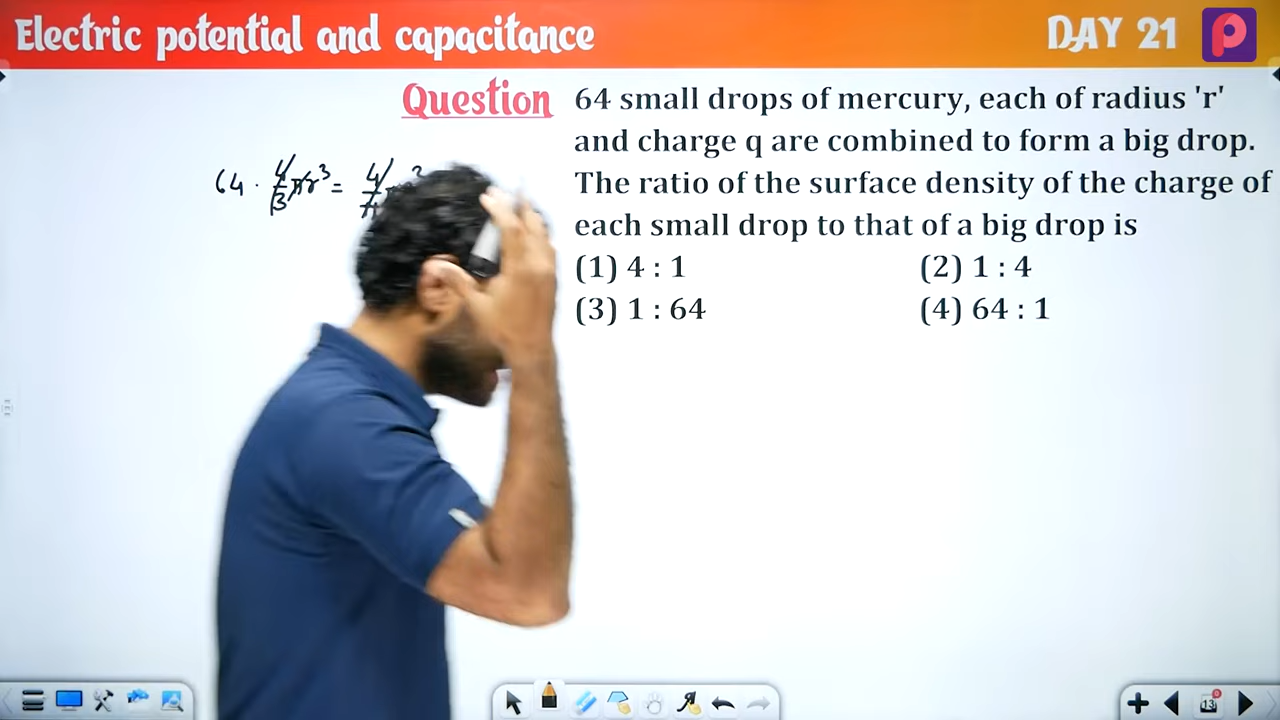 Electric potential and capacitance
DAY 21
Question
64 small drops of mercury, each of radius 'r'
and charge q are combined to form a big drop.
The ratio of the surface density of the charge of
each small drop to that of a big drop is
(1) 4 : 1
(2) 1 : 4
(3) 1 : 64
(4) 64 : 1
64 · 4/3 πr³ =
13